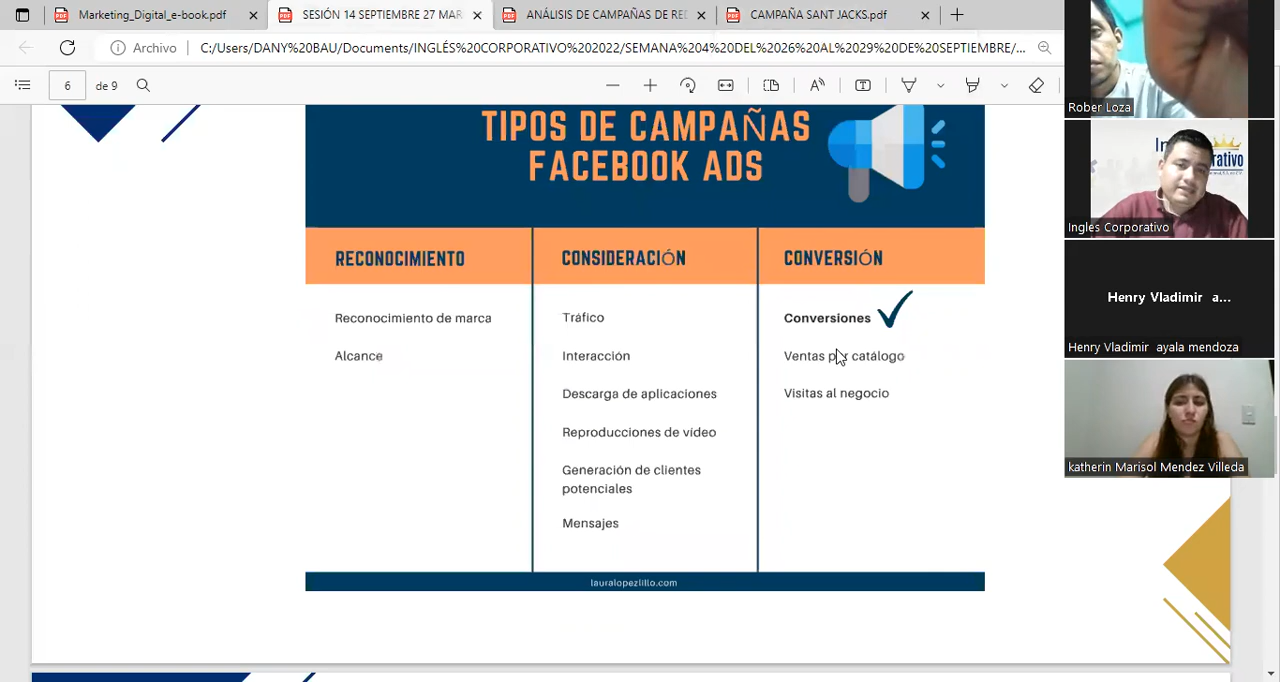 Marketing_Digital_e-book.pdf
SESIÓN 14 SEPTIEMBRE 27 MAR
ANÁLISIS DE CAMPAÑAS DE RE
CAMPAÑA SANT JACKS.pdf
Archivo
C:/Users/DANY%20BAU/Documents/INGLÉS%20CORPORATIVO%202022/SEMANA%204%20DEL%2026%20AL%2029%20DE%20SEPTIEMBRE/...
6
de 9
TIPOS DE CAMPAÑAS
FACEBOOK ADS
RECONOCIMIENTO
Reconocimiento de marca
Alcance
CONSIDERACIÓN
Tráfico
Interacción
Descarga de aplicaciones
Reproducciones de vídeo
Generación de clientes
potenciales
Mensajes
CONVERSIÓN
Conversiones
Ventas por catálogo
Visitas al negocio
lauralopezlillo.com
Rober Loza
Inglés Corporativo
Henry Vladimir a...
Henry Vladimir ayala mendoza
katherin Marisol Mendez Villeda